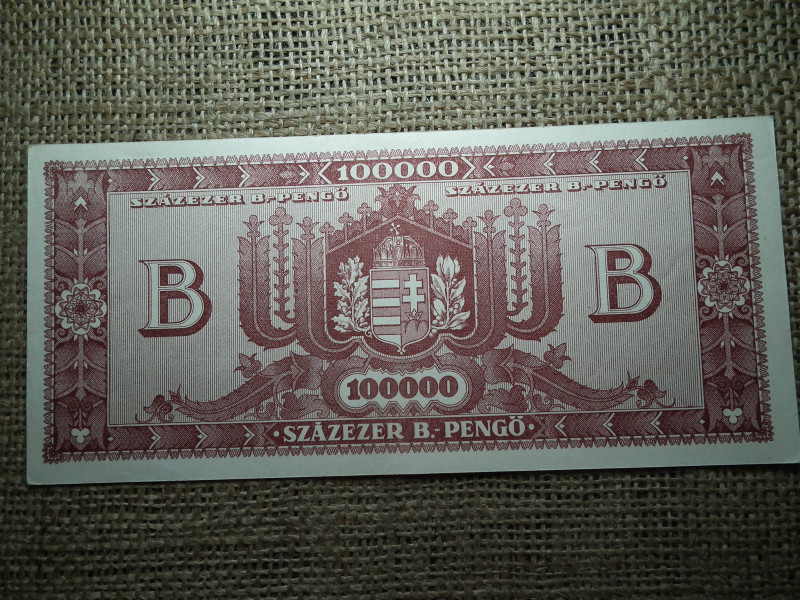 100000
SZÁZEZER B.-PENGŐ SZÁZEZER B.-PENGŐ
B B
100000
· SZÁZEZER B.-PENGŐ ·